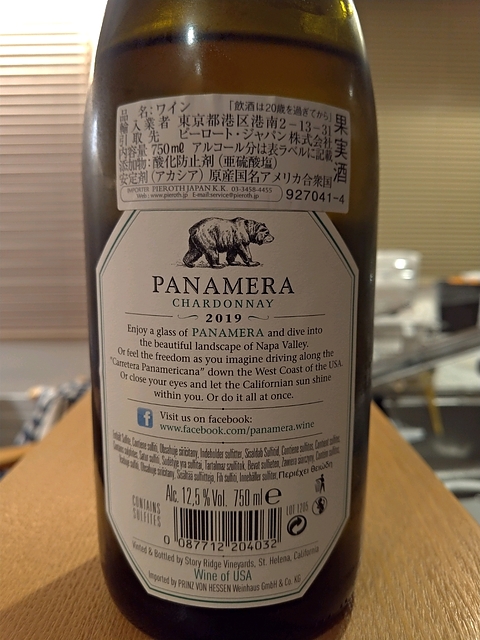 品名:ワイン 「飲酒は20歳を過ぎてから」
輸入業者 東京都港区港南2-13-31
引取先 ピーロート・ジャパン株式会社
内容量 750ml アルコール分は表ラベルに記載
添加物:酸化防止剤(亜硫酸塩)
安定剤(アカシア) 原産国名アメリカ合衆国
果実酒
IMPORTER PIEROTH JAPAN K.K. 03-3458-4455
Web:www.pieroth.jp E-mail:service@pieroth.jp
927041-4
PANAMERA
CHARDONNAY
2019
Enjoy a glass of PANAMERA and dive into
the beautiful landscape of Napa Valley.
Or feel the freedom as you imagine driving along the
"Carretera Panamericana" down the West Coast of the USA.
Or close your eyes and let the Californian sun shine
within you. Or do it all at once.
f Visit us on facebook:
www.facebook.com/panamera.wine
CONTAINS
SULFITES
Alc. 12,5 % Vol. 750 ml e
LOT 1205
0 087712 204032
Vinted & Bottled by Story Ridge Vineyards, St. Helena, California
Wine of USA
Imported by PRINZ VON HESSEN Weinhaus GmbH & Co. KG